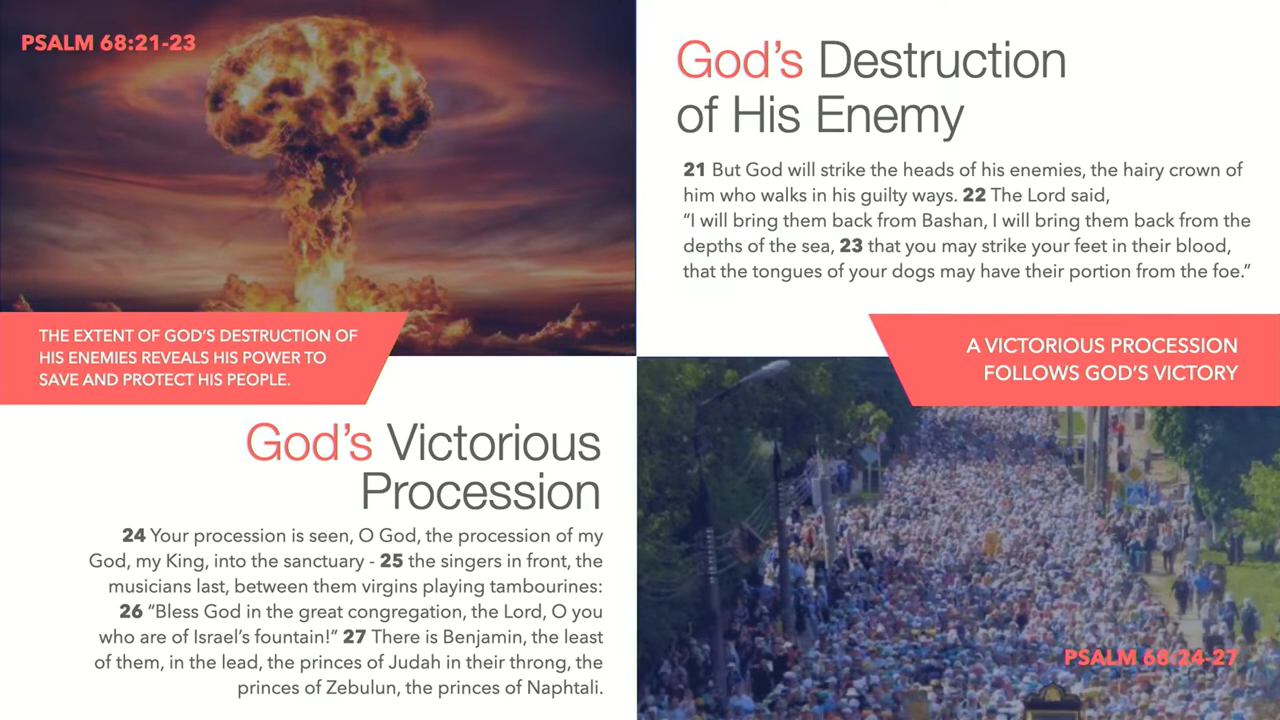 PSALM 68:21-23
God's Destruction
of His Enemy
21 But God will strike the heads of his enemies, the hairy crown of
him who walks in his guilty ways. 22 The Lord said,
“I will bring them back from Bashan, I will bring them back from the
depths of the sea, 23 that you may strike your feet in their blood,
that the tongues of your dogs may have their portion from the foe.”
THE EXTENT OF GOD'S DESTRUCTION OF
HIS ENEMIES REVEALS HIS POWER TO
SAVE AND PROTECT HIS PEOPLE.
A VICTORIOUS PROCESSION
FOLLOWS GOD'S VICTORY
God's Victorious
Procession
24 Your procession is seen, O God, the procession of my
God, my King, into the sanctuary - 25 the singers in front, the
musicians last, between them virgins playing tambourines:
26 “Bless God in the great congregation, the Lord, O you
who are of Israel's fountain!” 27 There is Benjamin, the least
of them, in the lead, the princes of Judah in their throng, the
princes of Zebulun, the princes of Naphtali.
PSALM 68:24-27